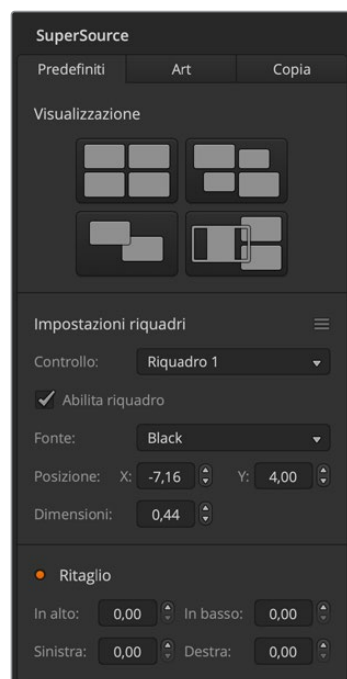 SuperSource
Predefiniti Art Copia
Visualizzazione
Impostazioni riquadri
Controllo: Riquadro 1
Abilita riquadro
Fonte: Black
Posizione: X: -7,16 Y: 4,00
Dimensioni: 0,44
Ritaglio
In alto: 0,00 In basso: 0,00
Sinistra: 0,00 Destra: 0,00